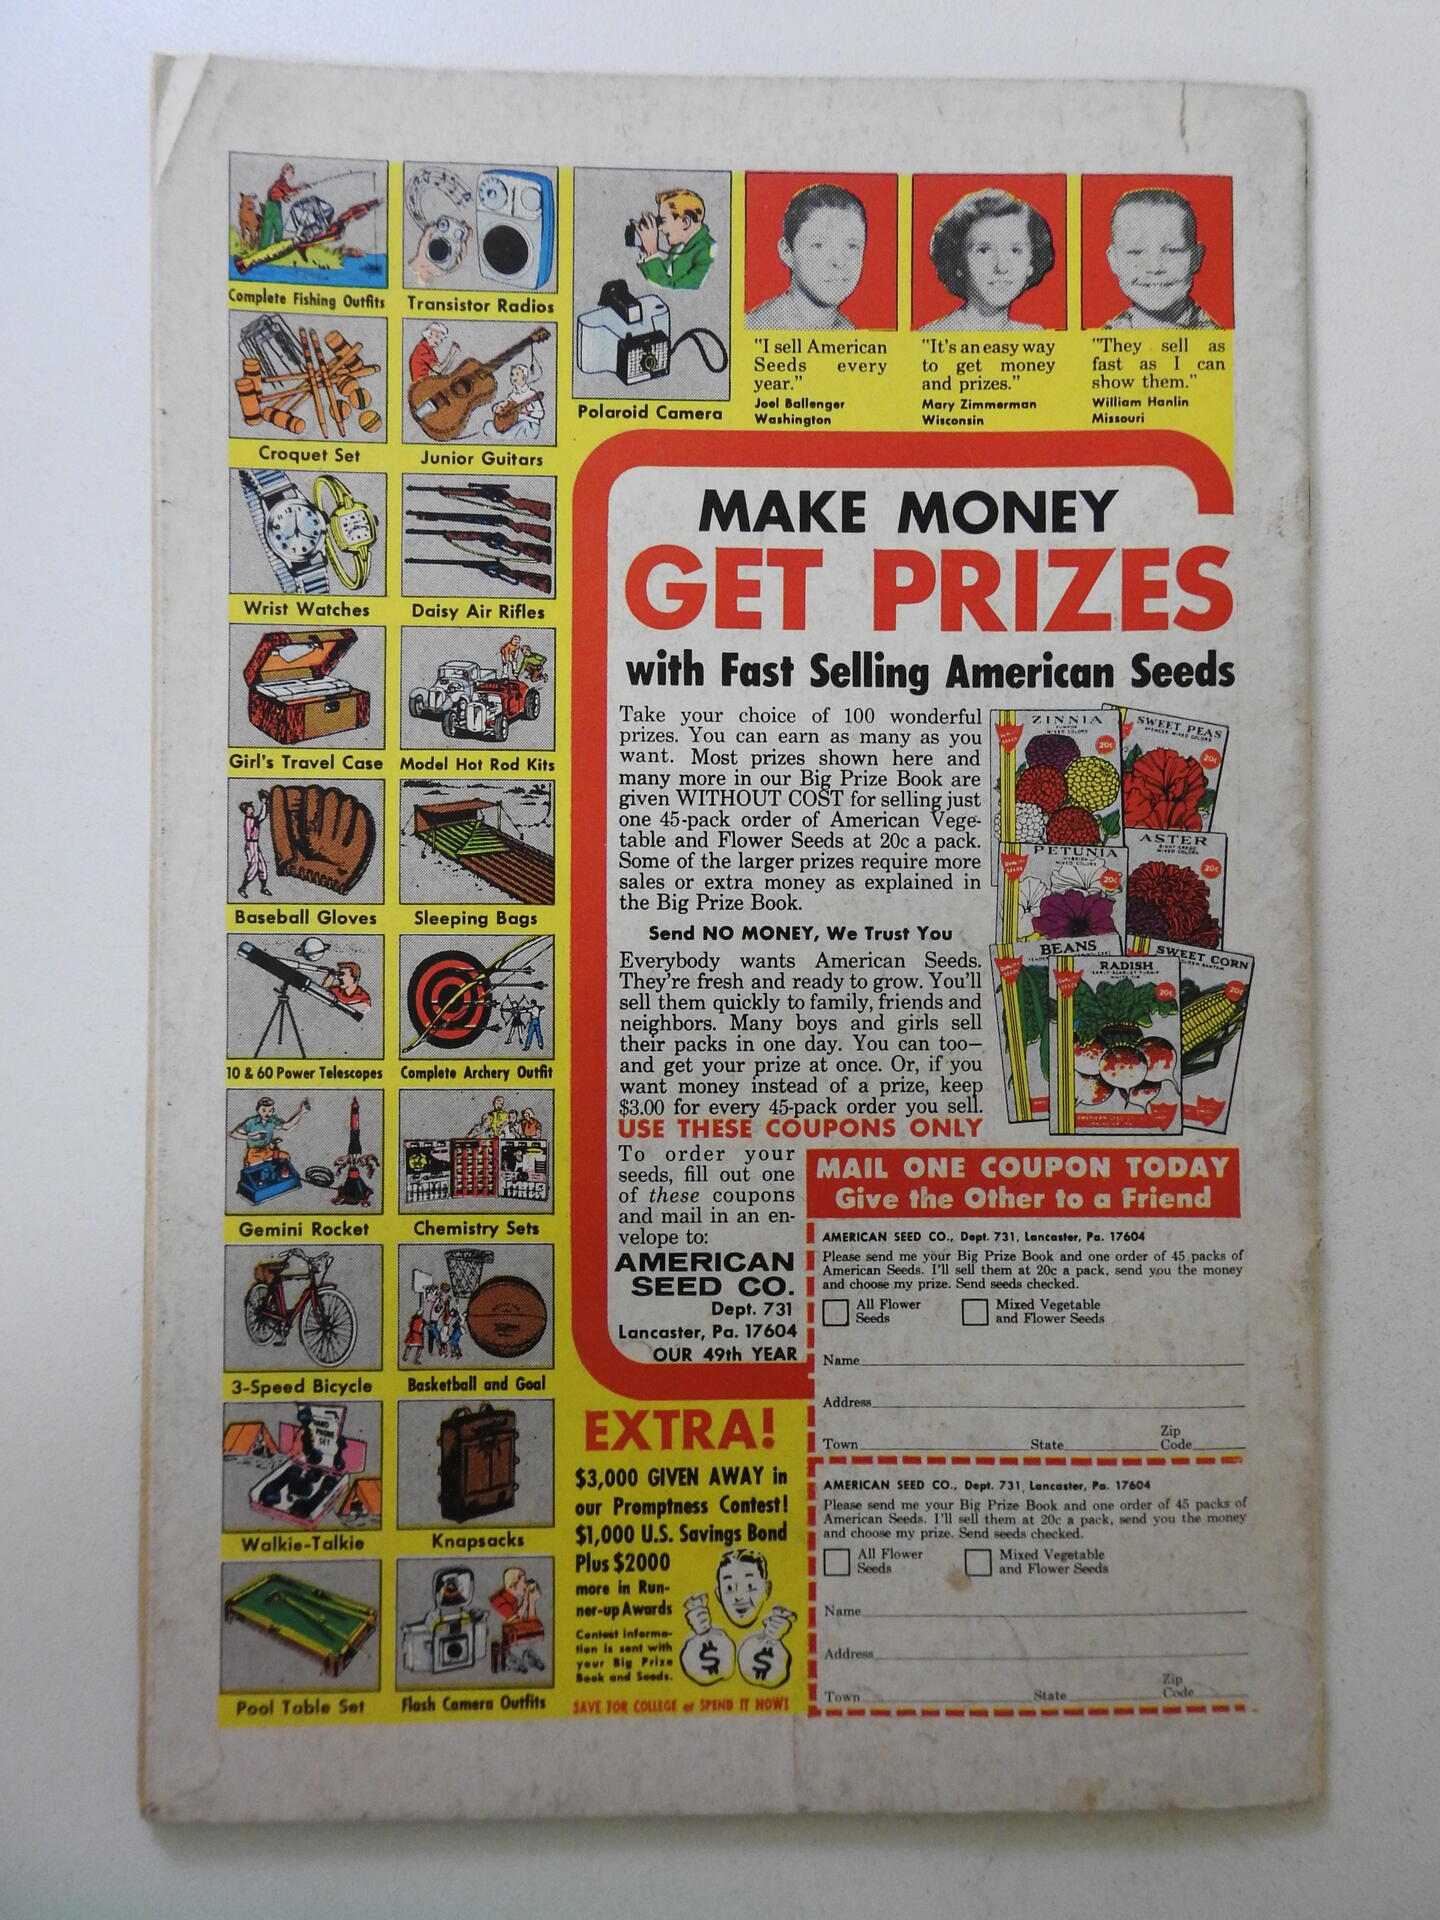 Complete Fishing Outfits
Transistor Radios
Croquet Set
Junior Guitars
Wrist Watches
Daisy Air Rifles
Girl's Travel Case
Model Hot Rod Kits
Baseball Gloves
Sleeping Bags
10 & 60 Power Telescopes
Complete Archery Outfit
Gemini Rocket
Chemistry Sets
3-Speed Bicycle
Basketball and Goal
Walkie-Talkie
Knapsacks
Pool Table Set
Flash Camera Outfits
Polaroid Camera
"I sell American
Seeds every
year."
Joel Ballenger
Washington
"It's an easy way
to get money
and prizes."
Mary Zimmerman
Wisconsin
"They sell as
fast as I can
show them."
William Hanlin
Missouri
MAKE MONEY
GET PRIZES
with Fast Selling American Seeds
Take your choice of 100 wonderful
prizes. You can earn as many as you
want. Most prizes shown here and
many more in our Big Prize Book are
given WITHOUT COST for selling just
one 45-pack order of American Vege-
table and Flower Seeds at 20c a pack.
Some of the larger prizes require more
sales or extra money as explained in
the Big Prize Book.
Send NO MONEY, We Trust You
Everybody wants American Seeds.
They're fresh and ready to grow. You'll
sell them quickly to family, friends and
neighbors. Many boys and girls sell
their packs in one day. You can too—
and get your prize at once. Or, if you
want money instead of a prize, keep
$3.00 for every 45-pack order you sell.
USE THESE COUPONS ONLY
To order your
seeds, fill out one
of these coupons
and mail in an en-
velope to:
AMERICAN
SEED CO.
Dept. 731
Lancaster, Pa. 17604
OUR 49th YEAR
ZINNIA
MIXED COLORS
20¢
SWEET PEAS
SPENCER MIXED COLORS
20¢
PETUNIA
MIXED COLORS
20¢
ASTER
MIXED COLORS
20¢
BEANS
RADISH
20¢
SWEET CORN
GOLDEN BANTAM
20¢
MAIL ONE COUPON TODAY
Give the Other to a Friend
AMERICAN SEED CO., Dept. 731, Lancaster, Pa. 17604
Please send me your Big Prize Book and one order of 45 packs of
American Seeds. I'll sell them at 20c a pack, send you the money
and choose my prize. Send seeds checked.
All Flower
Seeds
Mixed Vegetable
and Flower Seeds
Name
Address
Town State Zip Code
AMERICAN SEED CO., Dept. 731, Lancaster, Pa. 17604
Please send me your Big Prize Book and one order of 45 packs of
American Seeds. I'll sell them at 20c a pack, send you the money
and choose my prize. Send seeds checked.
All Flower
Seeds
Mixed Vegetable
and Flower Seeds
Name
Address
Town State Zip Code
EXTRA!
$3,000 GIVEN AWAY in
our Promptness Contest!
$1,000 U.S. Savings Bond
Plus $2000
more in Run-
ner-up Awards
Contest informa-
tion is sent with
your Big Prize
Book and Seeds.
$ $
SAVE FOR COLLEGE or SPEND IT NOW!